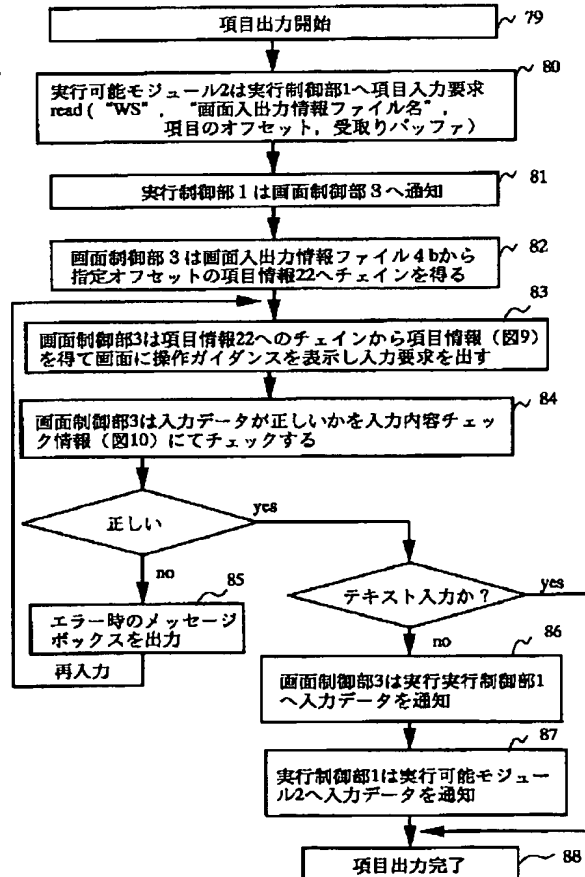 項目出力開始
79
80
実行可能モジュール2は実行制御部1へ項目入力要求
read（“WS”，“画面入出力情報ファイル名”，
項目のオフセット，受取りバッファ）
81
実行制御部1は画面制御部3へ通知
82
画面制御部3は画面入出力情報ファイル4bから
指定オフセットの項目情報22へチェインを得る
83
画面制御部3は項目情報22へのチェインから項目情報（図9）
を得て画面に操作ガイダンスを表示し入力要求を出す
84
画面制御部3は入力データが正しいかを入力内容チェッ
ク情報（図10）にてチェックする
正しい
yes
no
85
エラー時のメッセージ
ボックスを出力
再入力
テキスト入力か？
yes
no
86
画面制御部3は実行実行制御部1
へ入力データを通知
87
実行制御部1は実行可能モジュー
ル2へ入力データを通知
項目出力完了
88